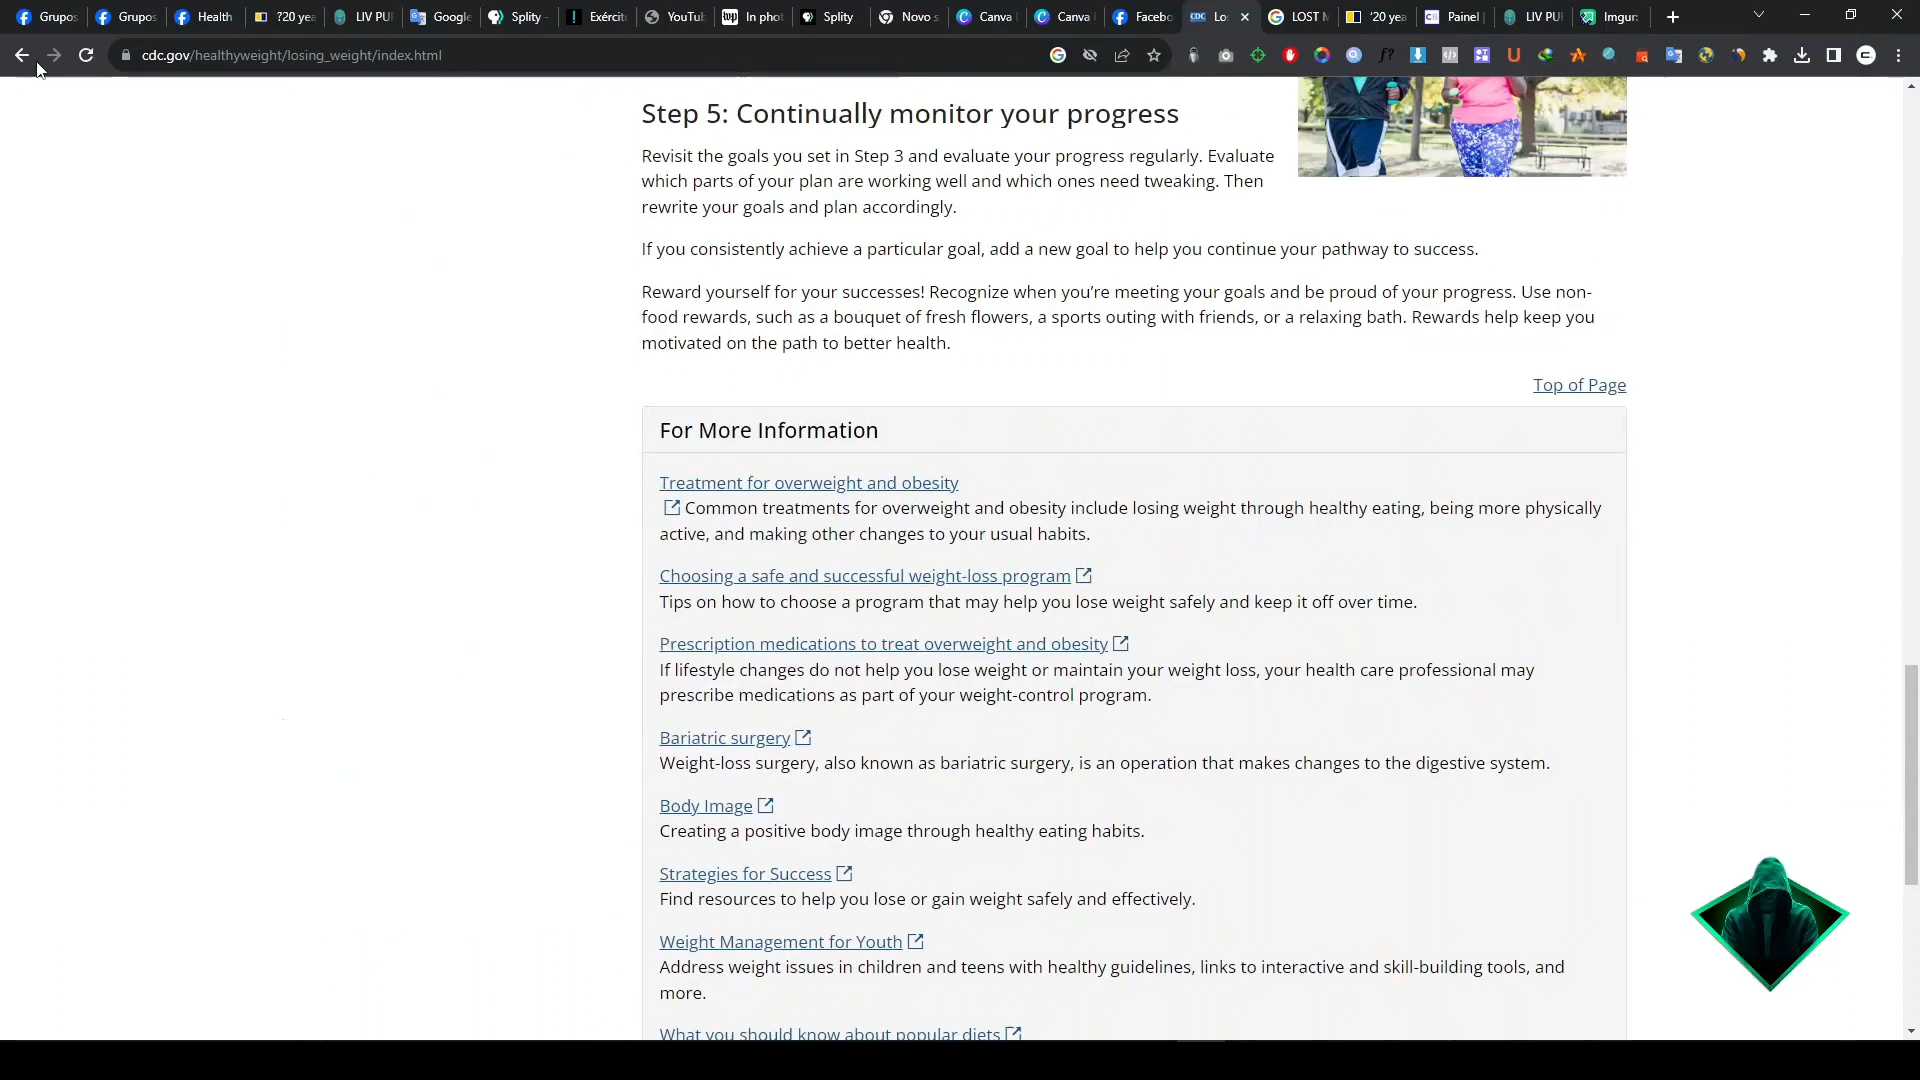 Grupos
Grupos
Health
?20 yea
LIV PUI
Google
Splity -
Exércit
YouTub
In phot
Splity
Novo s
Canva
Canva
Facebo
Lo
LOST M
'20 yea
Painel
LIV PUI
Imgur:
cdc.gov/healthyweight/losing_weight/index.html
Step 5: Continually monitor your progress
Revisit the goals you set in Step 3 and evaluate your progress regularly. Evaluate
which parts of your plan are working well and which ones need tweaking. Then
rewrite your goals and plan accordingly.
If you consistently achieve a particular goal, add a new goal to help you continue your pathway to success.
Reward yourself for your successes! Recognize when you’re meeting your goals and be proud of your progress. Use non-
food rewards, such as a bouquet of fresh flowers, a sports outing with friends, or a relaxing bath. Rewards help keep you
motivated on the path to better health.
Top of Page
For More Information
Treatment for overweight and obesity
Common treatments for overweight and obesity include losing weight through healthy eating, being more physically
active, and making other changes to your usual habits.
Choosing a safe and successful weight-loss program
Tips on how to choose a program that may help you lose weight safely and keep it off over time.
Prescription medications to treat overweight and obesity
If lifestyle changes do not help you lose weight or maintain your weight loss, your health care professional may
prescribe medications as part of your weight-control program.
Bariatric surgery
Weight-loss surgery, also known as bariatric surgery, is an operation that makes changes to the digestive system.
Body Image
Creating a positive body image through healthy eating habits.
Strategies for Success
Find resources to help you lose or gain weight safely and effectively.
Weight Management for Youth
Address weight issues in children and teens with healthy guidelines, links to interactive and skill-building tools, and
more.
What you should know about popular diets